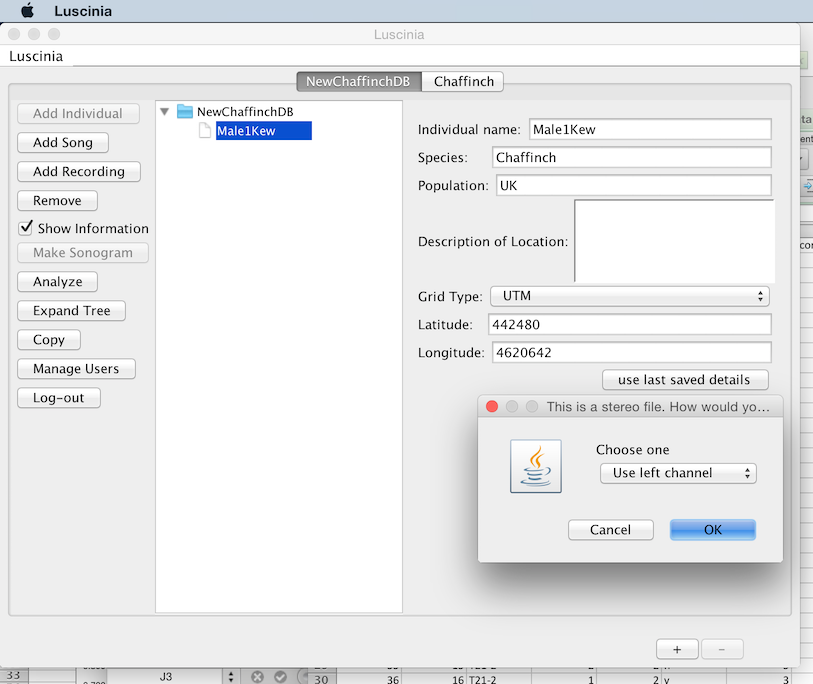 Luscinia
Luscinia
Luscinia
NewChaffinchDB
Chaffinch
Add Individual
Add Song
Add Recording
Remove
Show Information
Make Sonogram
Analyze
Expand Tree
Copy
Manage Users
Log-out
NewChaffinchDB
Male1Kew
Individual name: Male1Kew
Species: Chaffinch
Population: UK
Description of Location:
Grid Type: UTM
Latitude: 442480
Longitude: 4620642
use last saved details
This is a stereo file. How would yo...
Choose one
Use left channel
Cancel
OK
+
-
33
J3
30
36
16 T21-2
1
2 v
3